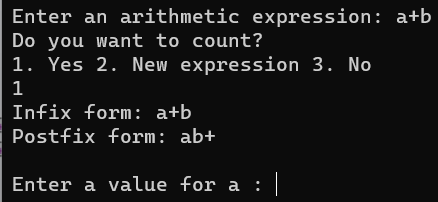 Enter an arithmetic expression: a+b
Do you want to count?
1. Yes 2. New expression 3. No
1
Infix form: a+b
Postfix form: ab+
Enter a value for a :